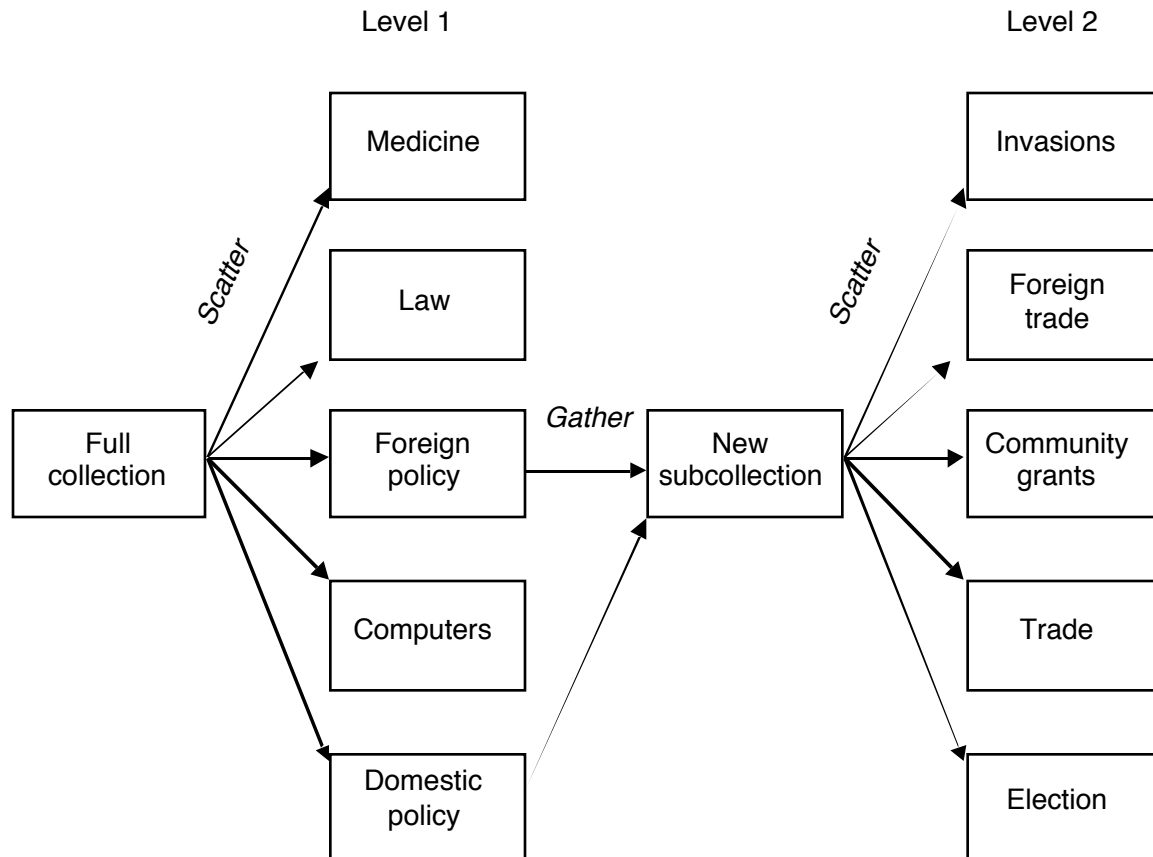 Level 1
Level 2
Medicine
Invasions
Scatter
Scatter
Law
Foreign
trade
Full
collection
Foreign
policy
Gather
New
subcollection
Community
grants
Computers
Trade
Domestic
policy
Election